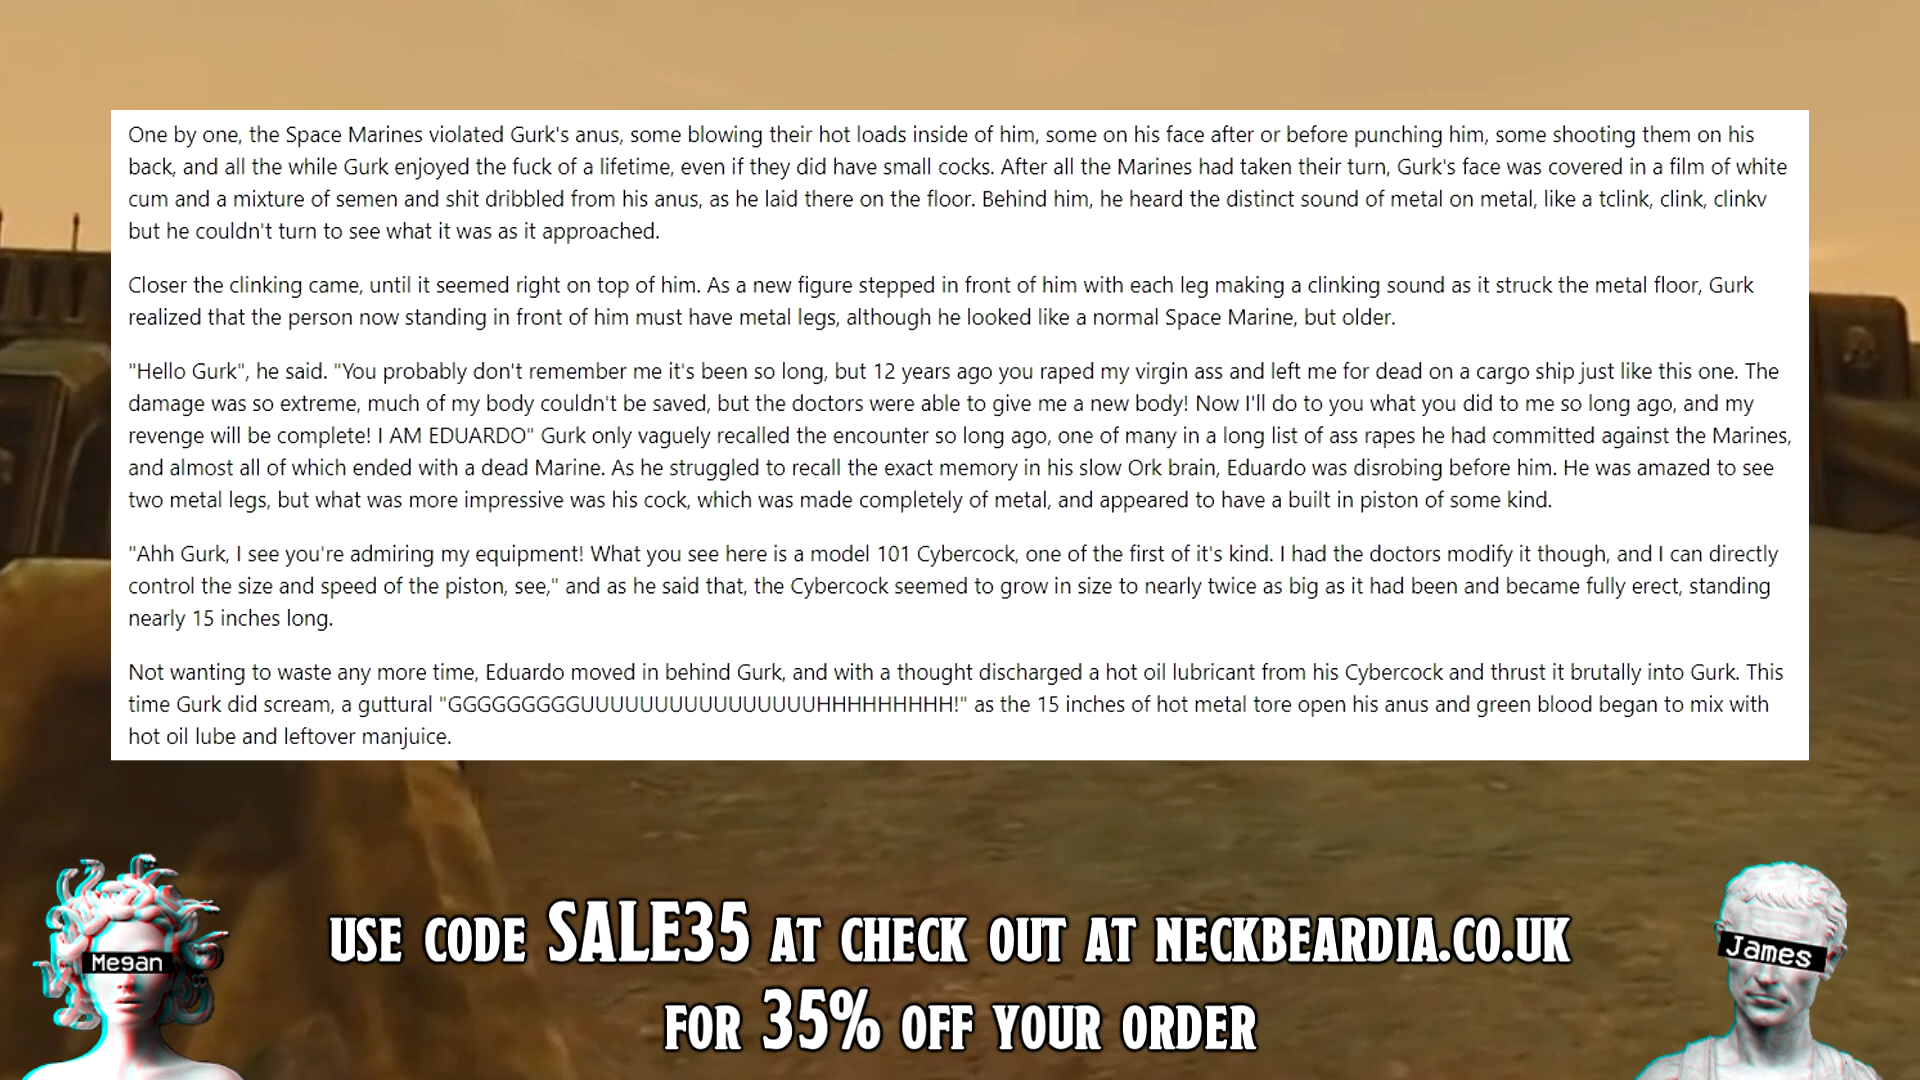 One by one, the Space Marines violated Gurk's anus, some blowing their hot loads inside of him, some on his face after or before punching him, some shooting them on his
back, and all the while Gurk enjoyed the fuck of a lifetime, even if they did have small cocks. After all the Marines had taken their turn, Gurk's face was covered in a film of white
cum and a mixture of semen and shit dribbled from his anus, as he laid there on the floor. Behind him, he heard the distinct sound of metal on metal, like a tclink, clink, clinkv
but he couldn't turn to see what it was as it approached.
Closer the clinking came, until it seemed right on top of him. As a new figure stepped in front of him with each leg making a clinking sound as it struck the metal floor, Gurk
realized that the person now standing in front of him must have metal legs, although he looked like a normal Space Marine, but older.
"Hello Gurk", he said. "You probably don't remember me it's been so long, but 12 years ago you raped my virgin ass and left me for dead on a cargo ship just like this one. The
damage was so extreme, much of my body couldn't be saved, but the doctors were able to give me a new body! Now I'll do to you what you did to me so long ago, and my
revenge will be complete! I AM EDUARDO" Gurk only vaguely recalled the encounter so long ago, one of many in a long list of ass rapes he had committed against the Marines,
and almost all of which ended with a dead Marine. As he struggled to recall the exact memory in his slow Ork brain, Eduardo was disrobing before him. He was amazed to see
two metal legs, but what was more impressive was his cock, which was made completely of metal, and appeared to have a built in piston of some kind.
"Ahh Gurk, I see you're admiring my equipment! What you see here is a model 101 Cybercock, one of the first of it's kind. I had the doctors modify it though, and I can directly
control the size and speed of the piston, see," and as he said that, the Cybercock seemed to grow in size to nearly twice as big as it had been and became fully erect, standing
nearly 15 inches long.
Not wanting to waste any more time, Eduardo moved in behind Gurk, and with a thought discharged a hot oil lubricant from his Cybercock and thrust it brutally into Gurk. This
time Gurk did scream, a guttural "GGGGGGGGGUUUUUUUUUUUUUUUUHHHHHHHHH!" as the 15 inches of hot metal tore open his anus and green blood began to mix with
hot oil lube and leftover manjuice.
USE CODE SALE35 AT CHECK OUT AT NECKBEARDIA.CO.UK
FOR 35% OFF YOUR ORDER
Megan
James